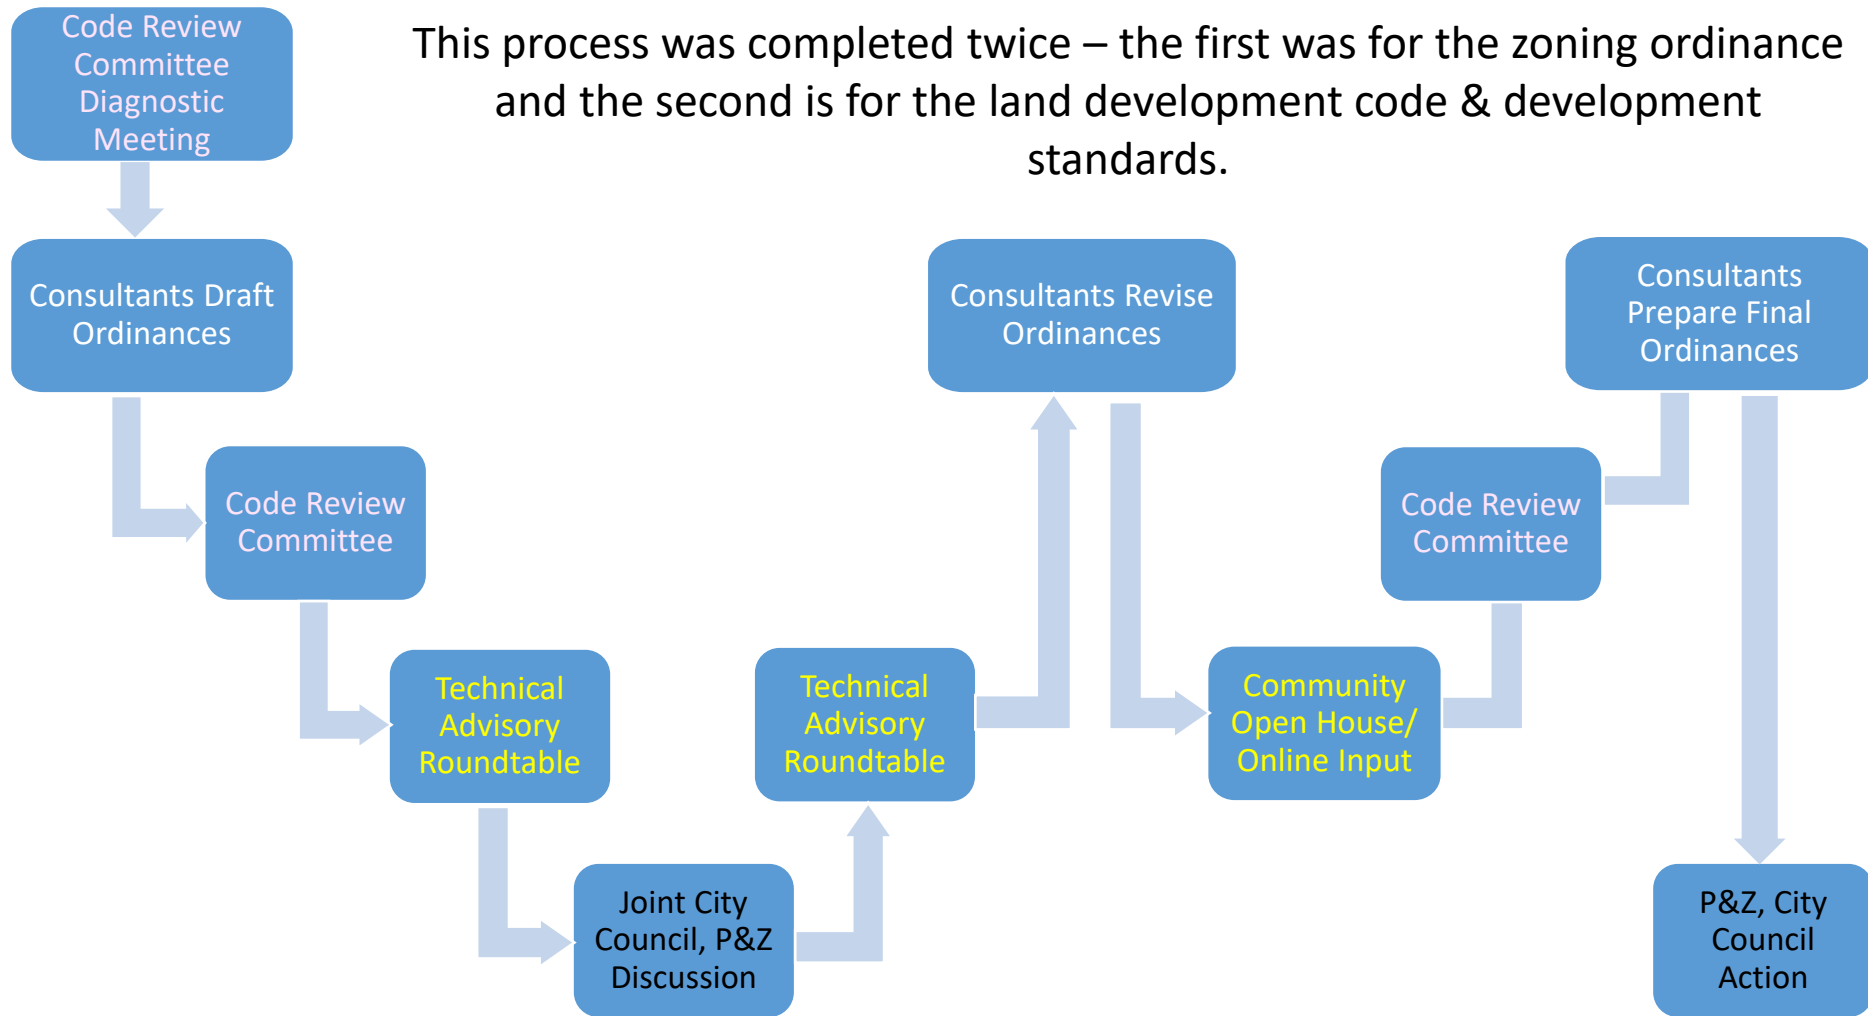 Code Review
Committee
Diagnostic
Meeting
This process was completed twice – the first was for the zoning ordinance
and the second is for the land development code & development
standards.
Consultants Draft
Ordinances
Code Review
Committee
Technical
Advisory
Roundtable
Joint City
Council, P&Z
Discussion
Technical
Advisory
Roundtable
Consultants Revise
Ordinances
Community
Open House/
Online Input
Code Review
Committee
Consultants
Prepare Final
Ordinances
P&Z, City
Council
Action